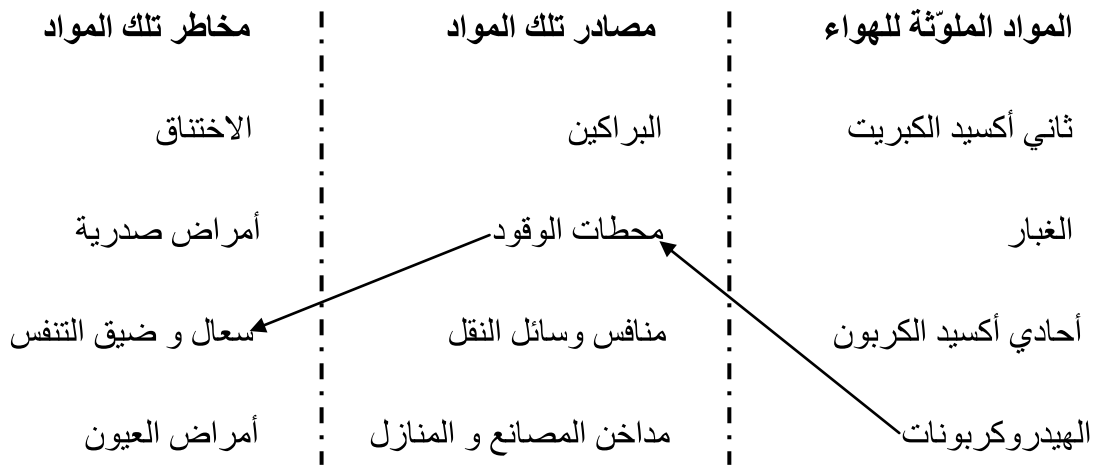 المواد الملوّثة للهواء مصادر تلك المواد مخاطر تلك المواد
ثاني أكسيد الكبريت البراكين الاختناق
الغبار محطات الوقود أمراض صدرية
أحادي أكسيد الكربون منافس وسائل النقل سعال و ضيق التنفس
الهيدروكربونات مداخن المصانع و المنازل أمراض العيون